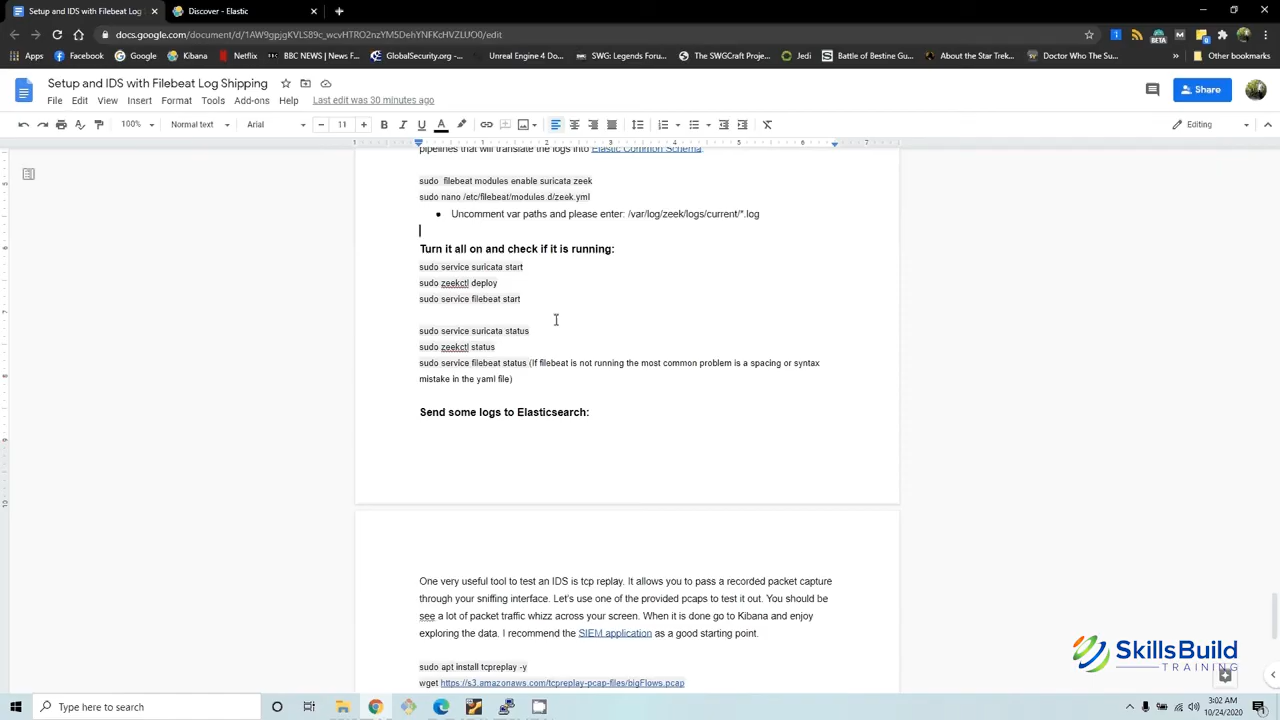 Setup and IDS with Filebeat Log
Discover - Elastic
docs.google.com/document/d/1AW9gpjgKVLS89c_wcvHTRO2nzYM5DehYNFKcHVZLUO0/edit
Apps
Facebook
Kibana
Netflix
BBC NEWS | News F...
GlobalSecurity.org -...
Unreal Engine 4 Do...
SWG: Legends Foru...
The SWGCraft Proj...
Jedi
Battle of Bestine Gu...
About the Star Trek...
Doctor Who The Su...
Other bookmarks
Setup and IDS with Filebeat Log Shipping
File Edit View Insert Format Tools Add-ons Help Last edit was 30 minutes ago
Share
100% Normal text Arial 11 B I U A Editing
1 1 2 3 4 5 6 7
pipelines that will translate the logs into Elastic Common Schema.
sudo filebeat modules enable suricata zeek
sudo nano /etc/filebeat/modules.d/zeek.yml
● Uncomment var paths and please enter: /var/log/zeek/logs/current/*.log
Turn it all on and check if it is running:
sudo service suricata start
sudo zeekctl deploy
sudo service filebeat start
sudo service suricata status
sudo zeekctl status
sudo service filebeat status (If filebeat is not running the most common problem is a spacing or syntax
mistake in the yaml file)
Send some logs to Elasticsearch:
One very useful tool to test an IDS is tcp replay. It allows you to pass a recorded packet capture
through your sniffing interface. Let's use one of the provided pcaps to test it out. You should be
see a lot of packet traffic whizz across your screen. When it is done go to Kibana and enjoy
exploring the data. I recommend the SIEM application as a good starting point.
sudo apt install tcpreplay -y
wget https://s3.amazonaws.com/tcpreplay-pcap-files/bigFlows.pcap
SkillsBuild
TRAINING
Type here to search
3:02 AM
10/24/2020